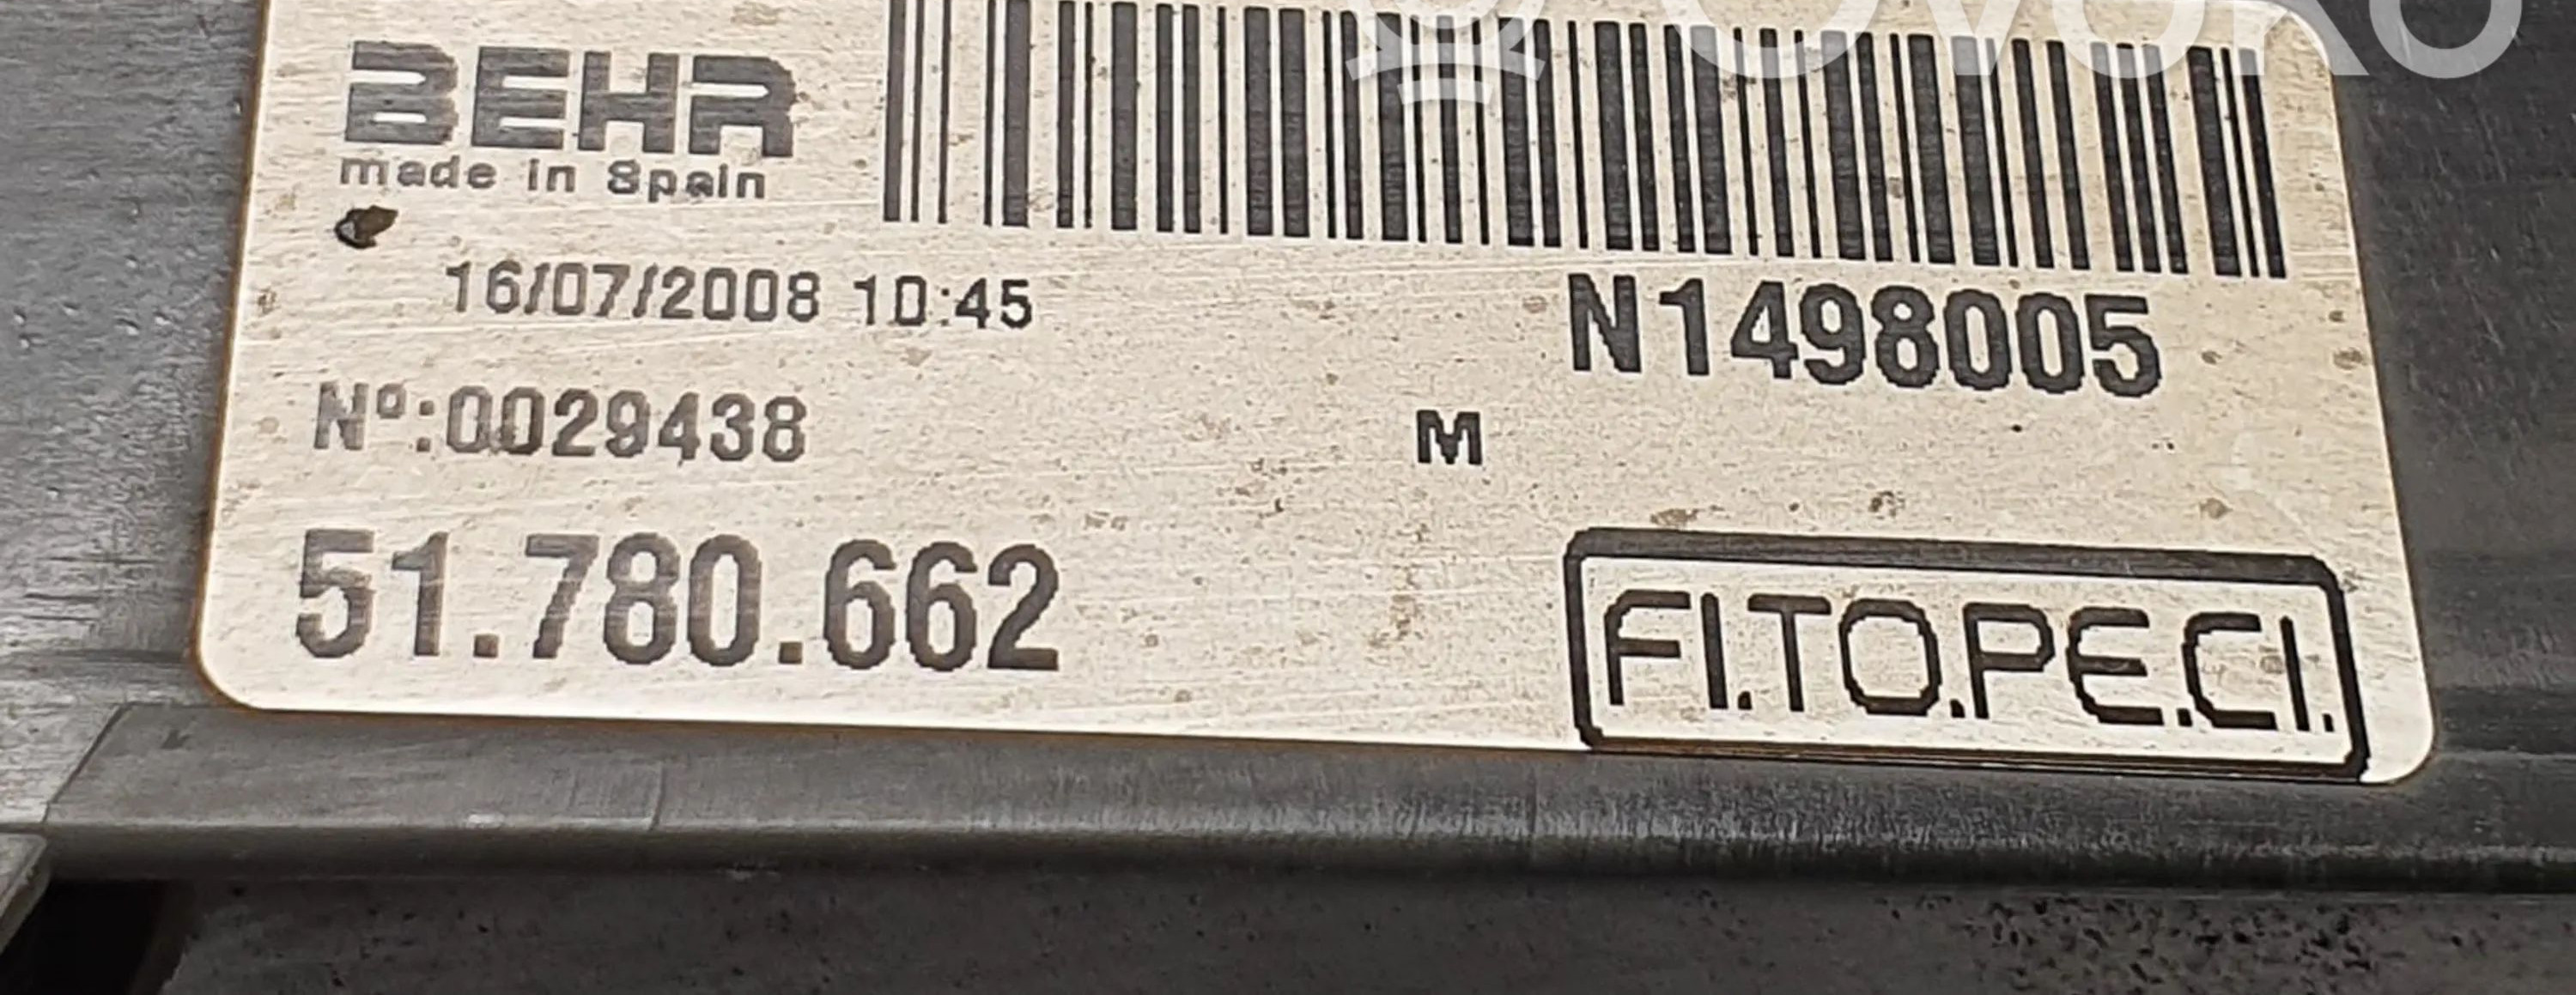 OVOKO
BEHR
made in Spain
16/07/2008 10:45
N1498005
Nº:0029438
M
51.780.662
FI.TO.PE.CI.